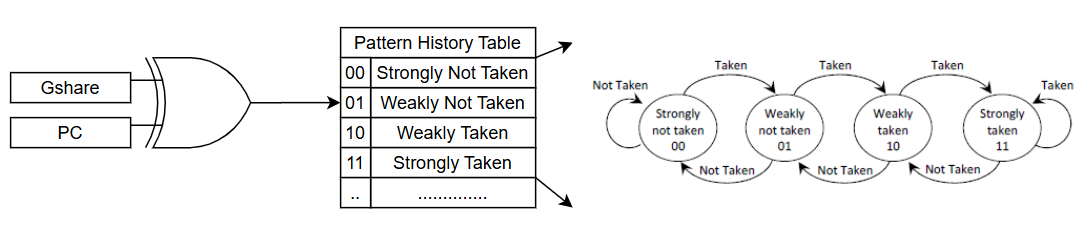 Gshare
PC
Pattern History Table
00 Strongly Not Taken
01 Weakly Not Taken
10 Weakly Taken
11 Strongly Taken
.. ..............
Taken
Taken
Taken
Not Taken
Taken
Strongly
not taken
00
Weakly
not taken
01
Weakly
taken
10
Strongly
taken
11
Not Taken
Not Taken
Not Taken